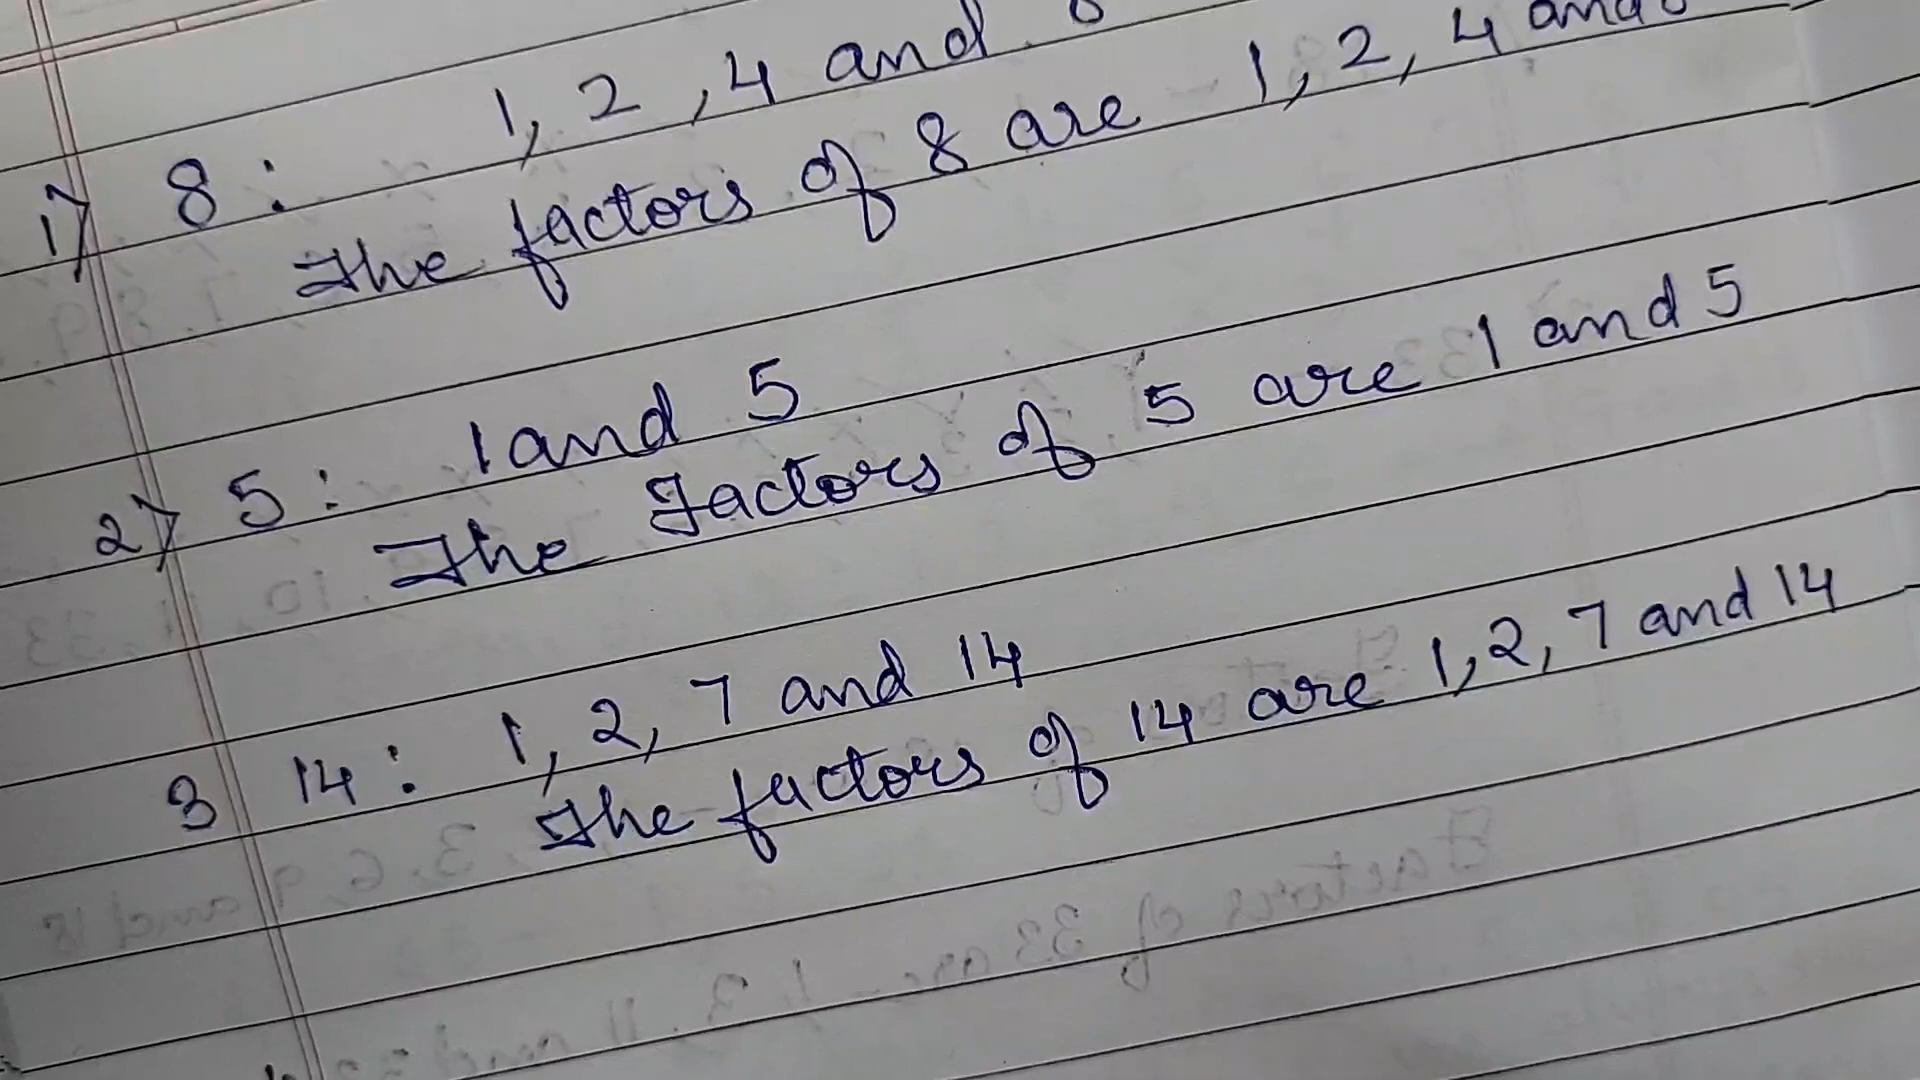 1) 8: 1, 2, 4 and
The factors of 8 are - 1, 2, 4 and
2) 5: 1 and 5
The Factors of 5 are 1 and 5
3 14: 1, 2, 7 and 14
The factors of 14 are 1, 2, 7 and 14